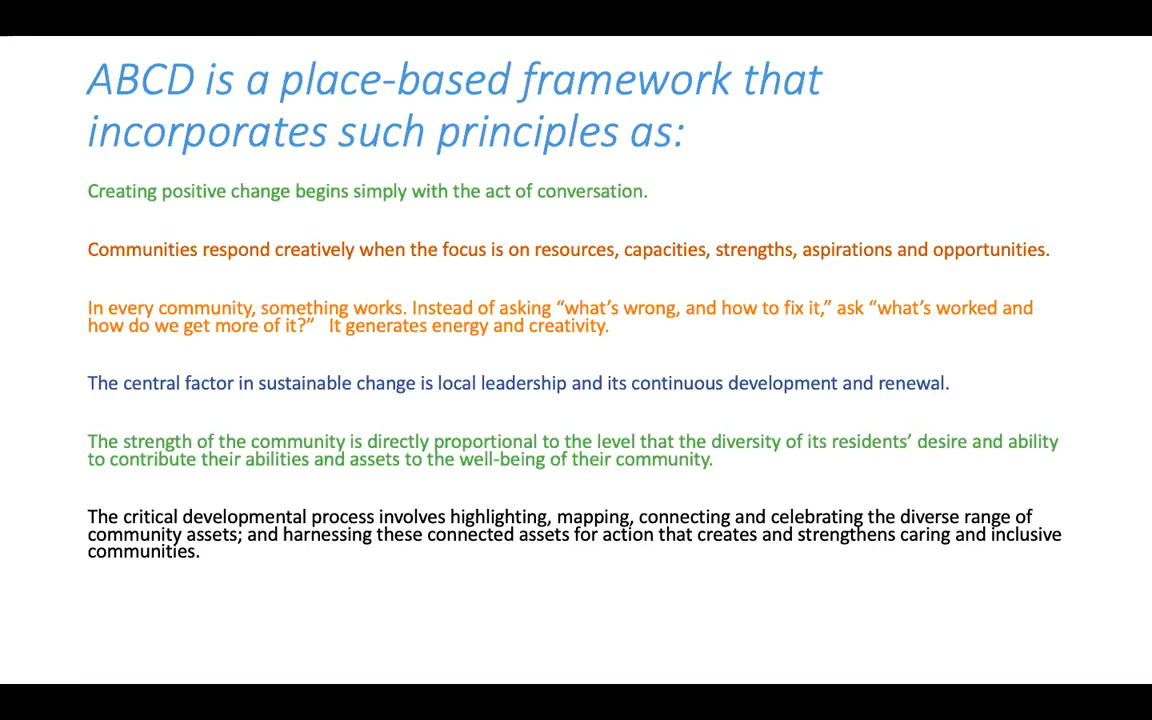 ABCD is a place-based framework that
incorporates such principles as:
Creating positive change begins simply with the act of conversation.
Communities respond creatively when the focus is on resources, capacities, strengths, aspirations and opportunities.
In every community, something works. Instead of asking “what’s wrong, and how to fix it,” ask “what’s worked and
how do we get more of it?”   It generates energy and creativity.
The central factor in sustainable change is local leadership and its continuous development and renewal.
The strength of the community is directly proportional to the level that the diversity of its residents’ desire and ability
to contribute their abilities and assets to the well-being of their community.
The critical developmental process involves highlighting, mapping, connecting and celebrating the diverse range of
community assets; and harnessing these connected assets for action that creates and strengthens caring and inclusive
communities.